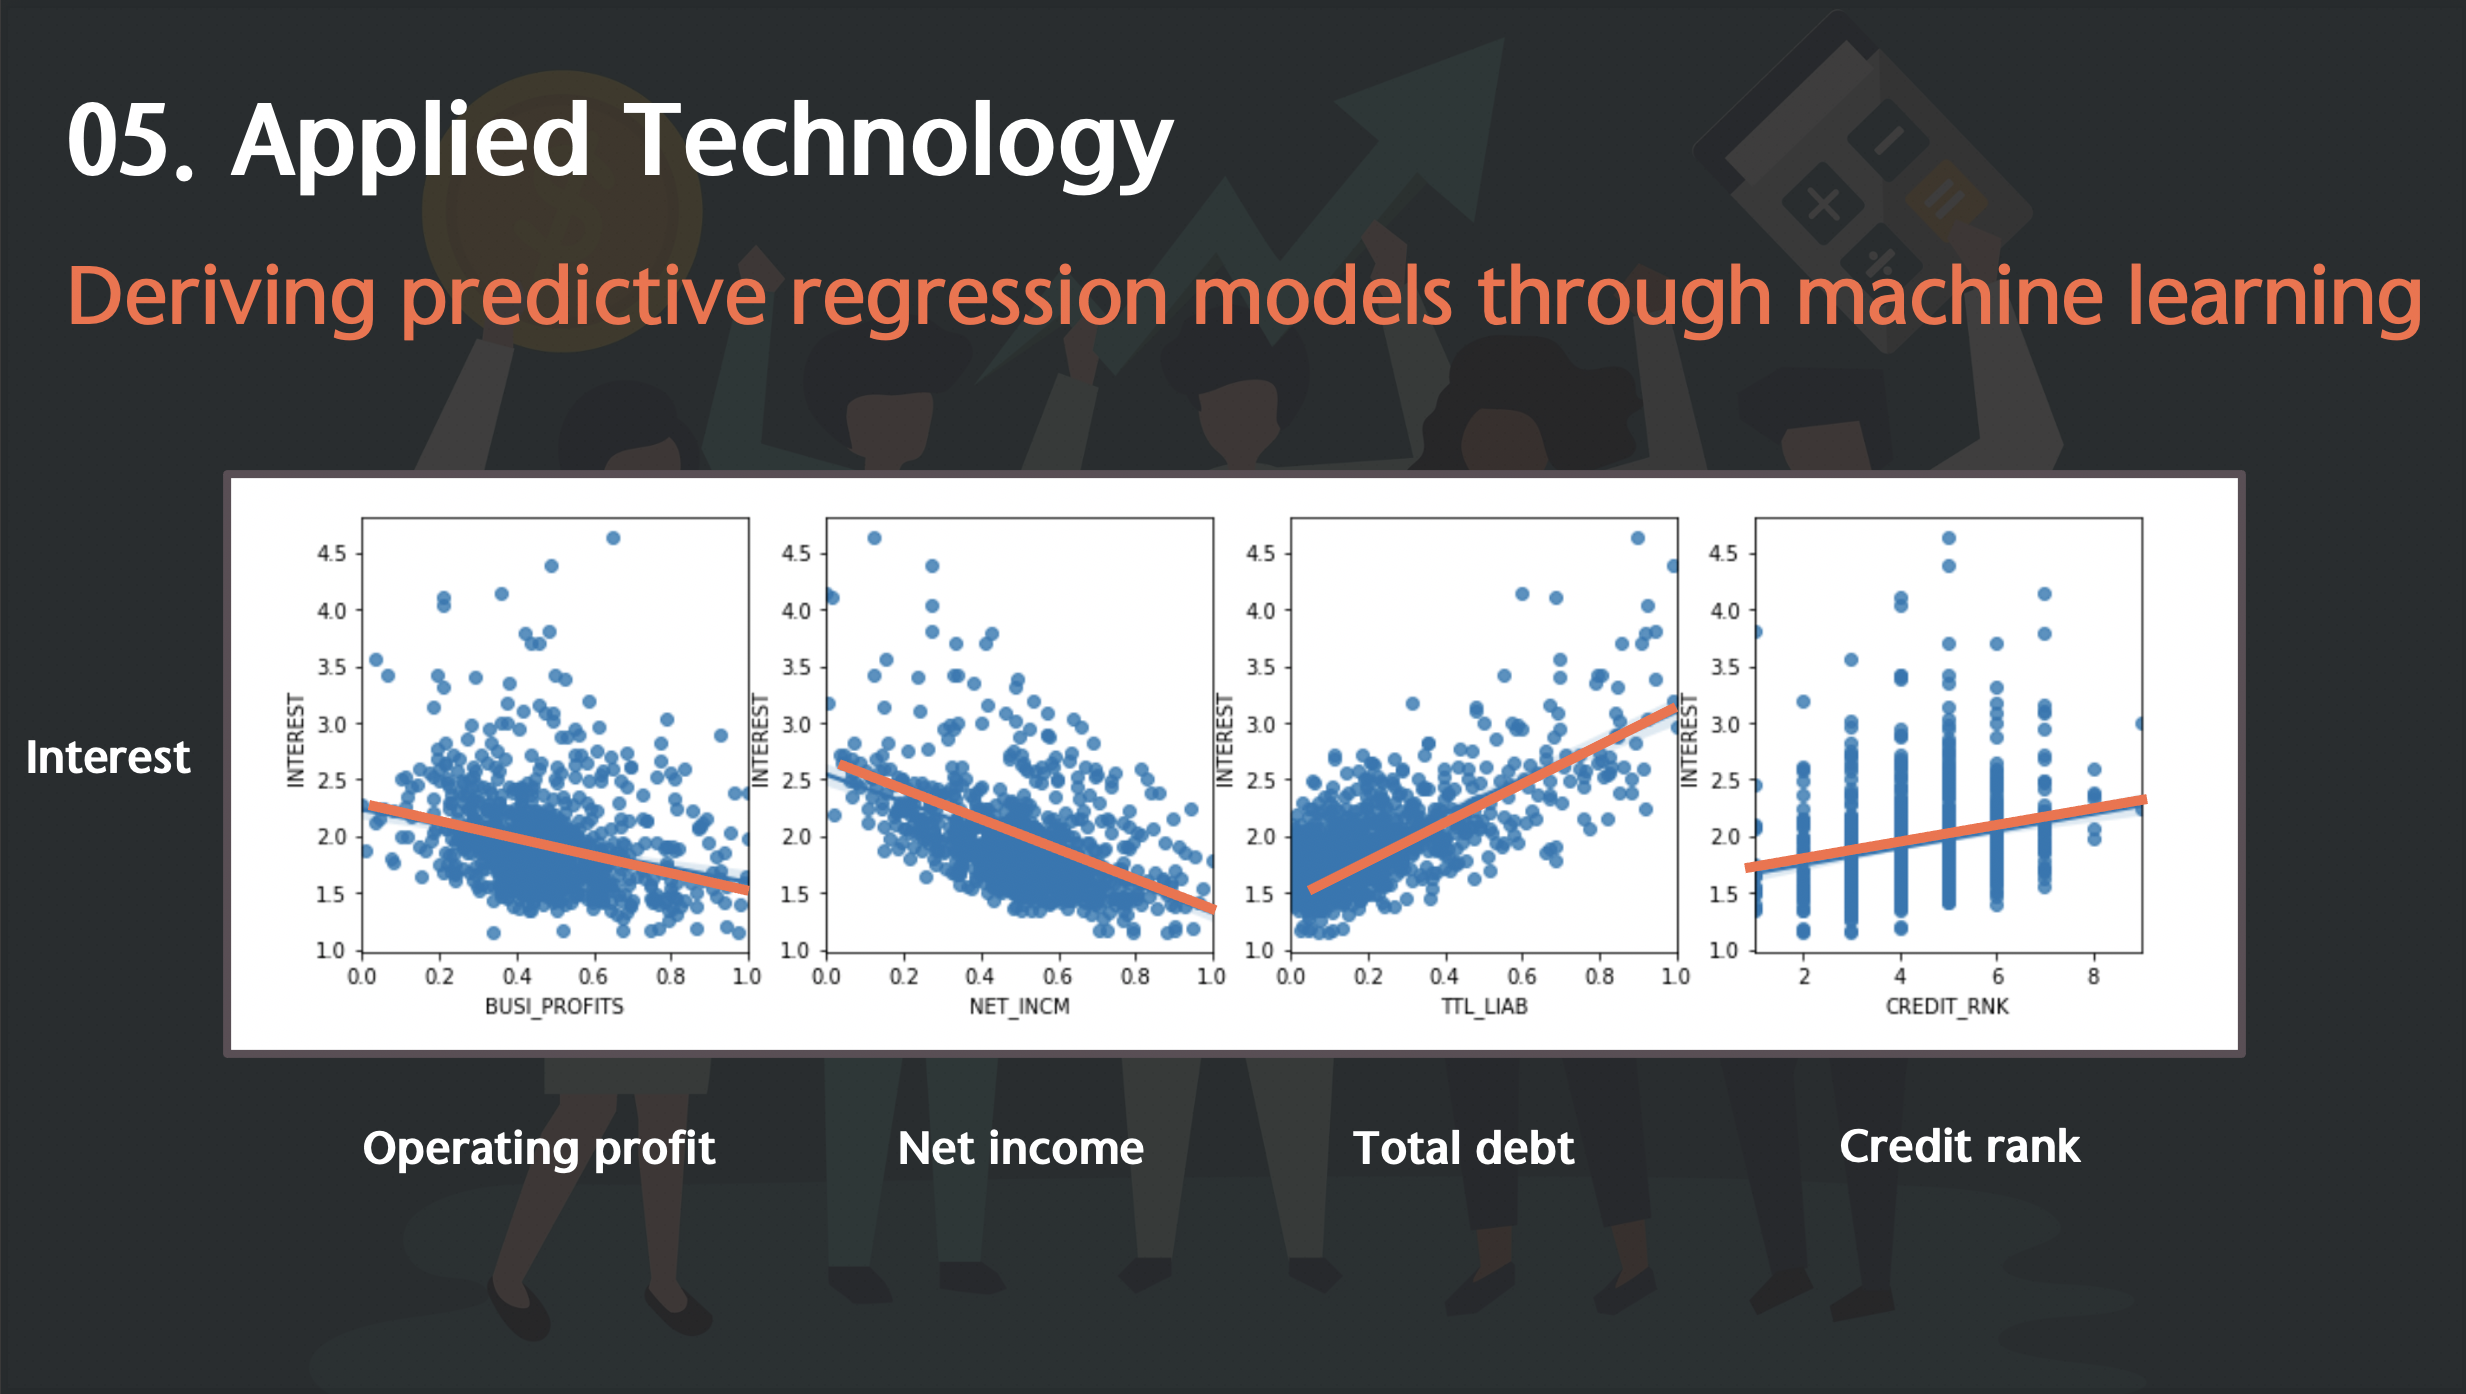 05. Applied Technology
Deriving predictive regression models through machine learning
Interest
INTEREST
4.5
4.0
3.5
3.0
2.5
2.0
1.5
1.0
0.0 0.2 0.4 0.6 0.8 1.0
BUSI_PROFITS
INTEREST
4.5
4.0
3.5
3.0
2.5
2.0
1.5
1.0
0.0 0.2 0.4 0.6 0.8 1.0
NET_INCM
INTEREST
4.5
4.0
3.5
3.0
2.5
2.0
1.5
1.0
0.0 0.2 0.4 0.6 0.8 1.0
TTL_LIAB
INTEREST
4.5
4.0
3.5
3.0
2.5
2.0
1.5
1.0
2 4 6 8
CREDIT_RNK
Operating profit
Net income
Total debt
Credit rank